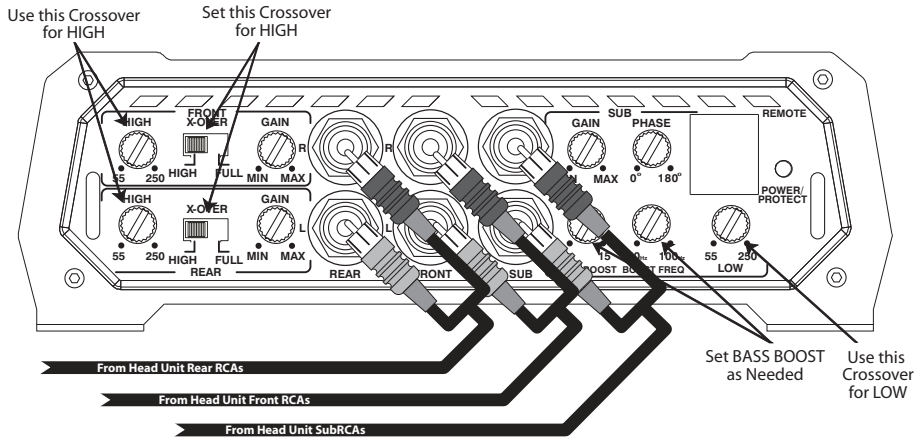 Use this Crossover
for HIGH
Set this Crossover
for HIGH
FRONT
HIGH
X-OVER
GAIN
55
250
HIGH
FULL
MIN
MAX
R
R
SUB
GAIN
PHASE
MAX
0°
180°
REMOTE
POWER/
PROTECT
HIGH
X-OVER
GAIN
55
250
HIGH
FULL
MIN
MAX
REAR
L
L
REAR
SUB
15
100Hz
FREQ
55
250
LOW
From Head Unit Rear RCAs
From Head Unit Front RCAs
From Head Unit SubRCAs
Set BASS BOOST
as Needed
Use this
Crossover
for LOW